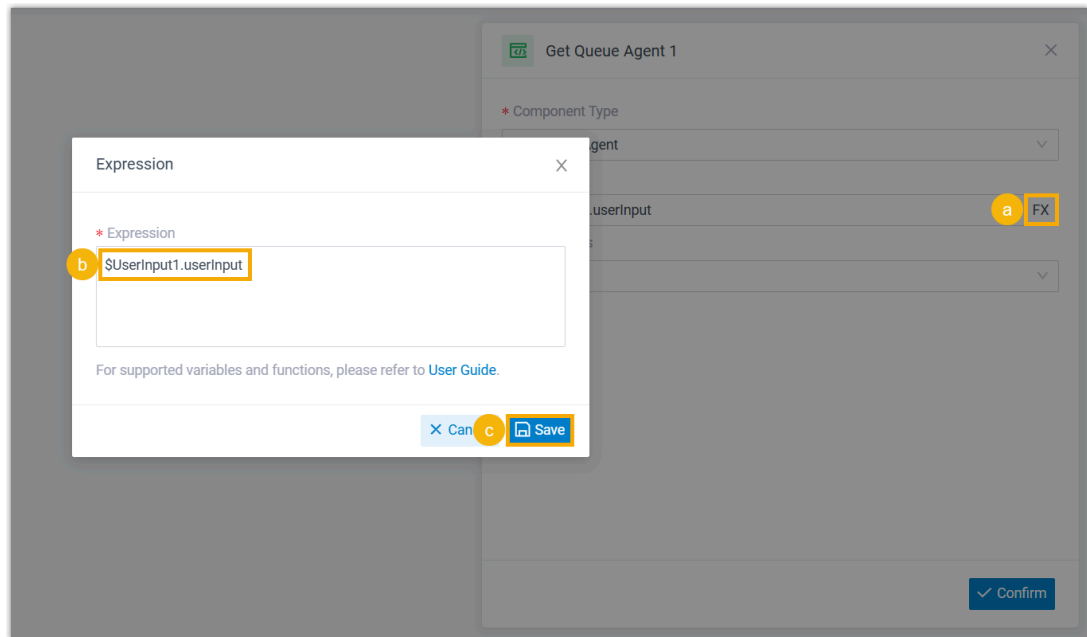 Get Queue Agent 1
* Component Type
gent
.userInput
a
FX
s
Expression
* Expression
b
$UserInput1.userInput
For supported variables and functions, please refer to User Guide.
Can
c
Save
Confirm